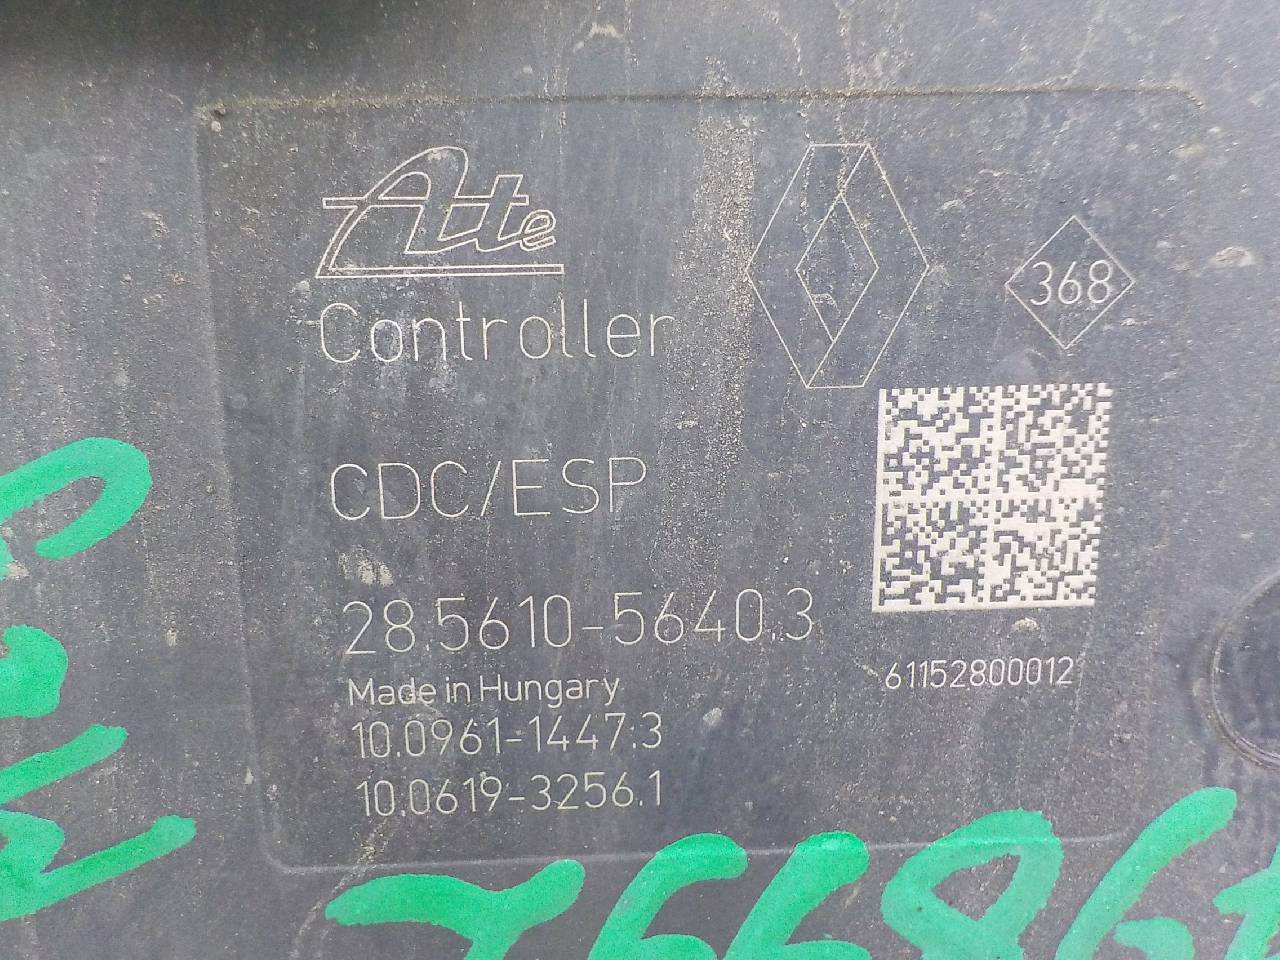 Ate
Controller
368
CDC/ESP
28.5610-5640.3
61152800012
Made in Hungary
10.0961-1447.3
10.0619-3256.1